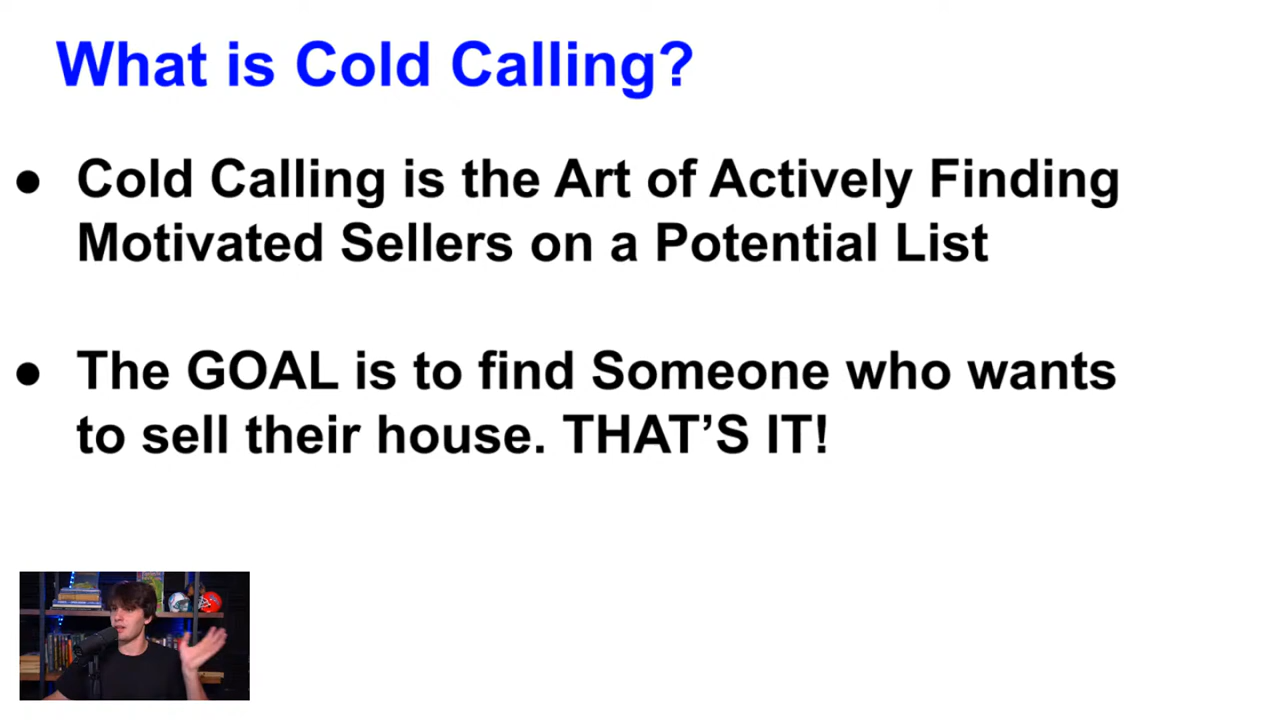 What is Cold Calling?
● Cold Calling is the Art of Actively Finding
Motivated Sellers on a Potential List
● The GOAL is to find Someone who wants
to sell their house. THAT’S IT!